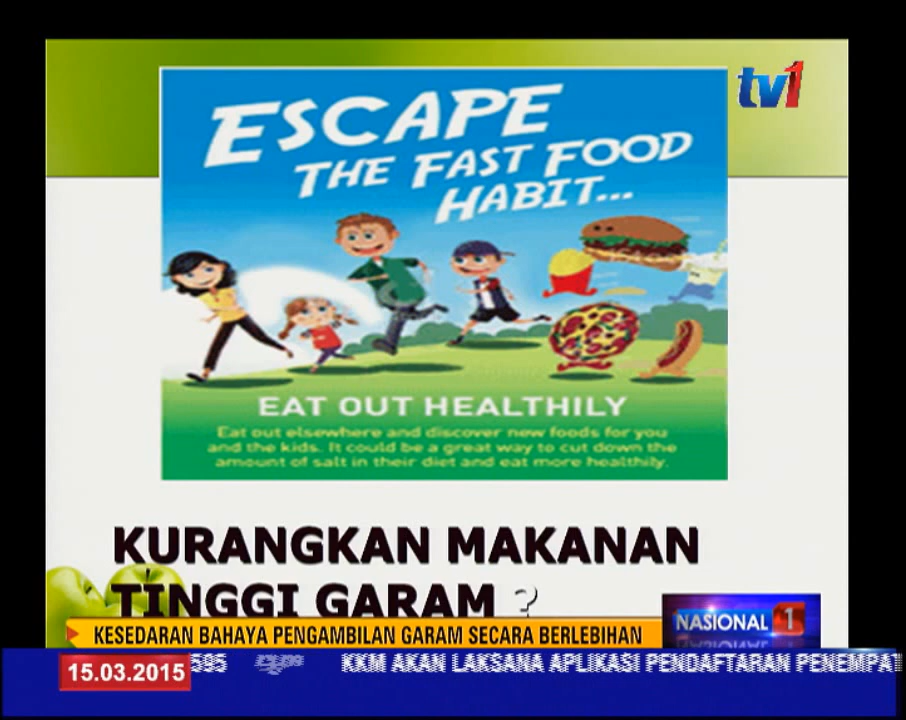 tv1
ESCAPE
THE FAST FOOD
HABIT...
EAT OUT HEALTHILY
Eat out elsewhere and discover new foods for you
and the kids. It could be a great way to cut down the
amount of salt in their diet and eat more healthily.
KURANGKAN MAKANAN
TINGGI GARAM ?
KESEDARAN BAHAYA PENGAMBILAN GARAM SECARA BERLEBIHAN
NASIONAL 1
15.03.2015 595 KKM AKAN LAKSANA APLIKASI PENDAFTARAN